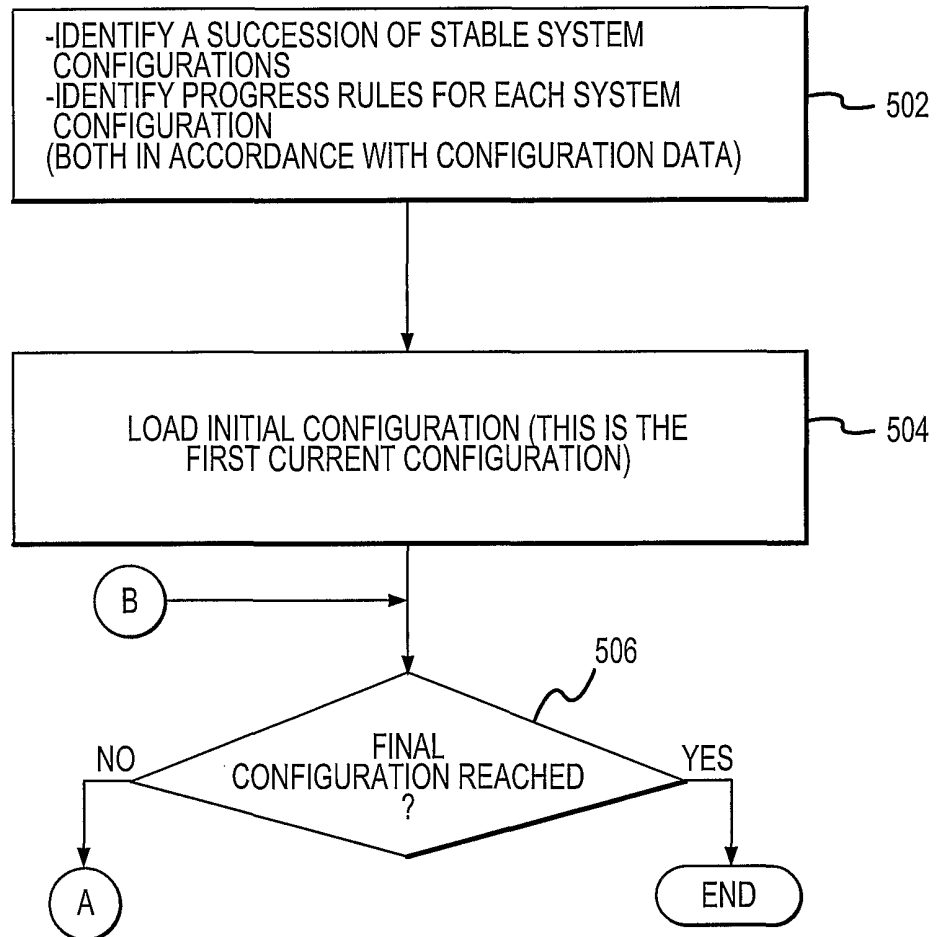 -IDENTIFY A SUCCESSION OF STABLE SYSTEM
CONFIGURATIONS
-IDENTIFY PROGRESS RULES FOR EACH SYSTEM
CONFIGURATION
(BOTH IN ACCORDANCE WITH CONFIGURATION DATA)
502
LOAD INITIAL CONFIGURATION (THIS IS THE
FIRST CURRENT CONFIGURATION)
504
B
506
FINAL
CONFIGURATION REACHED
?
NO
YES
A
END